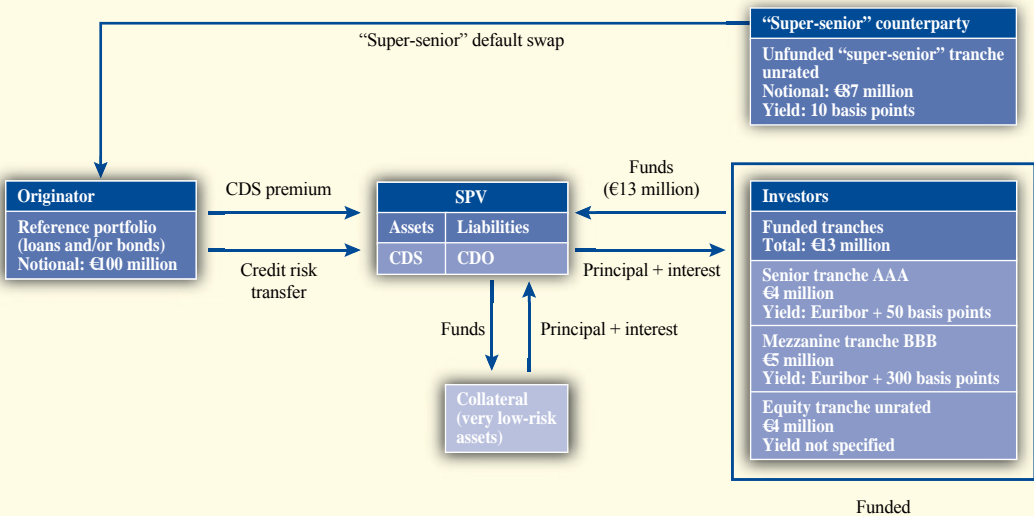 “Super-senior” counterparty
“Super-senior” default swap
Unfunded “super-senior” tranche
unrated
Notional: €87 million
Yield: 10 basis points
Originator
Reference portfolio
(loans and/or bonds)
Notional: €100 million
CDS premium
Credit risk
transfer
SPV
Assets Liabilities
CDS CDO
Funds
(€13 million)
Principal + interest
Funds
Principal + interest
Collateral
(very low-risk
assets)
Investors
Funded tranches
Total: €13 million
Senior tranche AAA
€4 million
Yield: Euribor + 50 basis points
Mezzanine tranche BBB
€5 million
Yield: Euribor + 300 basis points
Equity tranche unrated
€4 million
Yield not specified
Funded